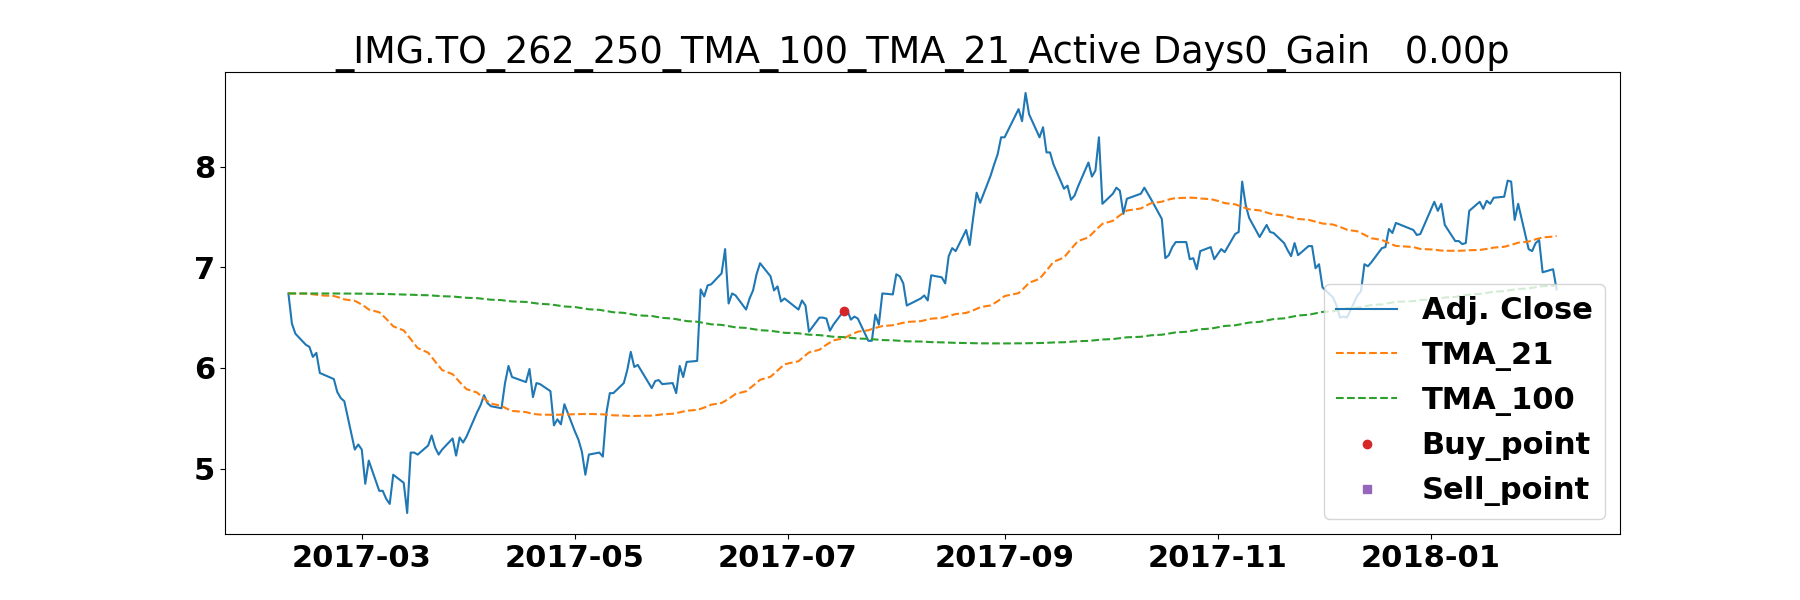 _IMG.TO_262_250_TMA_100_TMA_21_Active Days0_Gain   0.00p
8
7
6
5
Adj. Close
TMA_21
TMA_100
Buy_point
Sell_point
2017-03 2017-05 2017-07 2017-09 2017-11 2018-01